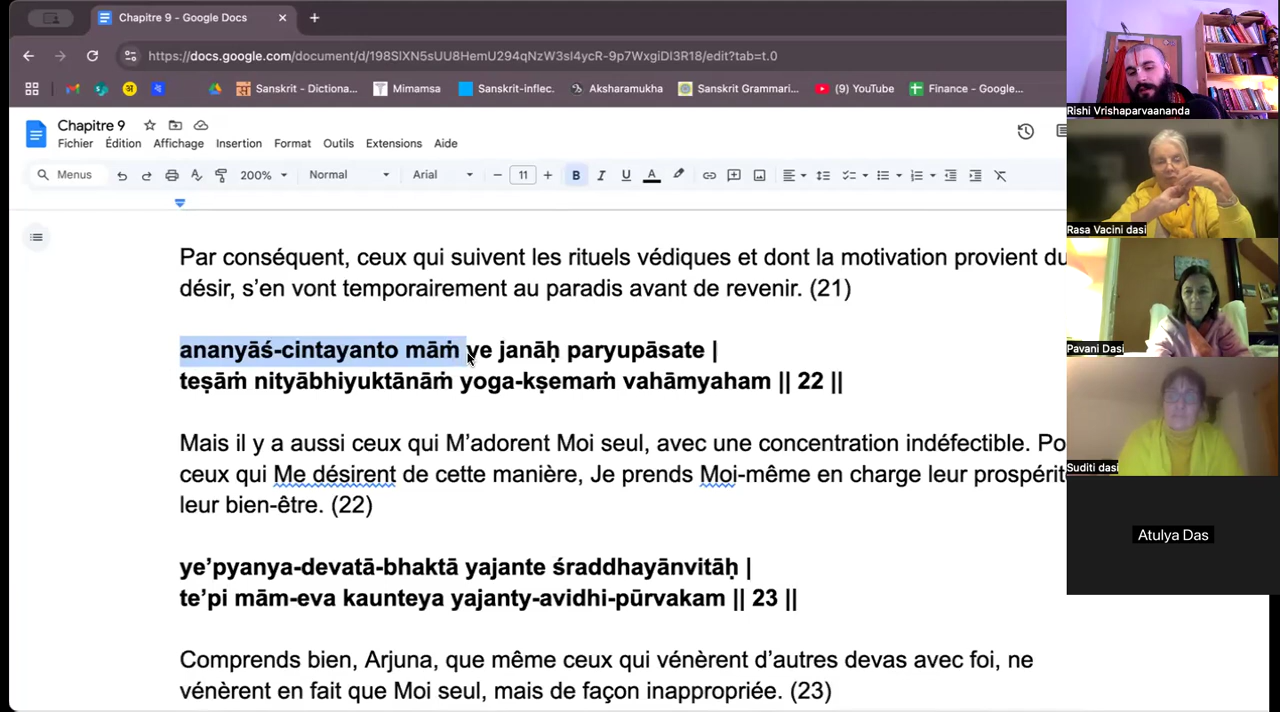 Chapitre 9 - Google Docs
https://docs.google.com/document/d/198SlXN5sUU8HemU294qNzW3sl4ycR-9p7WxgiDl3R18/edit?tab=t.0
Sanskrit - Dictiona... Mimamsa Sanskrit-inflec. Aksharamukha Sanskrit Grammari... (9) YouTube Finance - Google...
Chapitre 9
Fichier Édition Affichage Insertion Format Outils Extensions Aide
Menus 200% Normal Arial 11 B I U A
Par conséquent, ceux qui suivent les rituels védiques et dont la motivation provient du
désir, s’en vont temporairement au paradis avant de revenir. (21)
ananyāś-cintayanto māṁ ye janāḥ paryupāsate |
teṣāṁ nityābhiyuktānāṁ yoga-kṣemaṁ vahāmyaham || 22 ||
Mais il y a aussi ceux qui M’adorent Moi seul, avec une concentration indéfectible. Po
ceux qui Me désirent de cette manière, Je prends Moi-même en charge leur prospérit
leur bien-être. (22)
ye’pyanya-devatā-bhaktā yajante śraddhayānvitāḥ |
te’pi mām-eva kaunteya yajanty-avidhi-pūrvakam || 23 ||
Comprends bien, Arjuna, que même ceux qui vénèrent d’autres devas avec foi, ne
vénèrent en fait que Moi seul, mais de façon inappropriée. (23)
Rishi Vrishaparvaananda
Rasa Vacini dasi
Pavani Dasi
Suditi dasi
Atulya Das